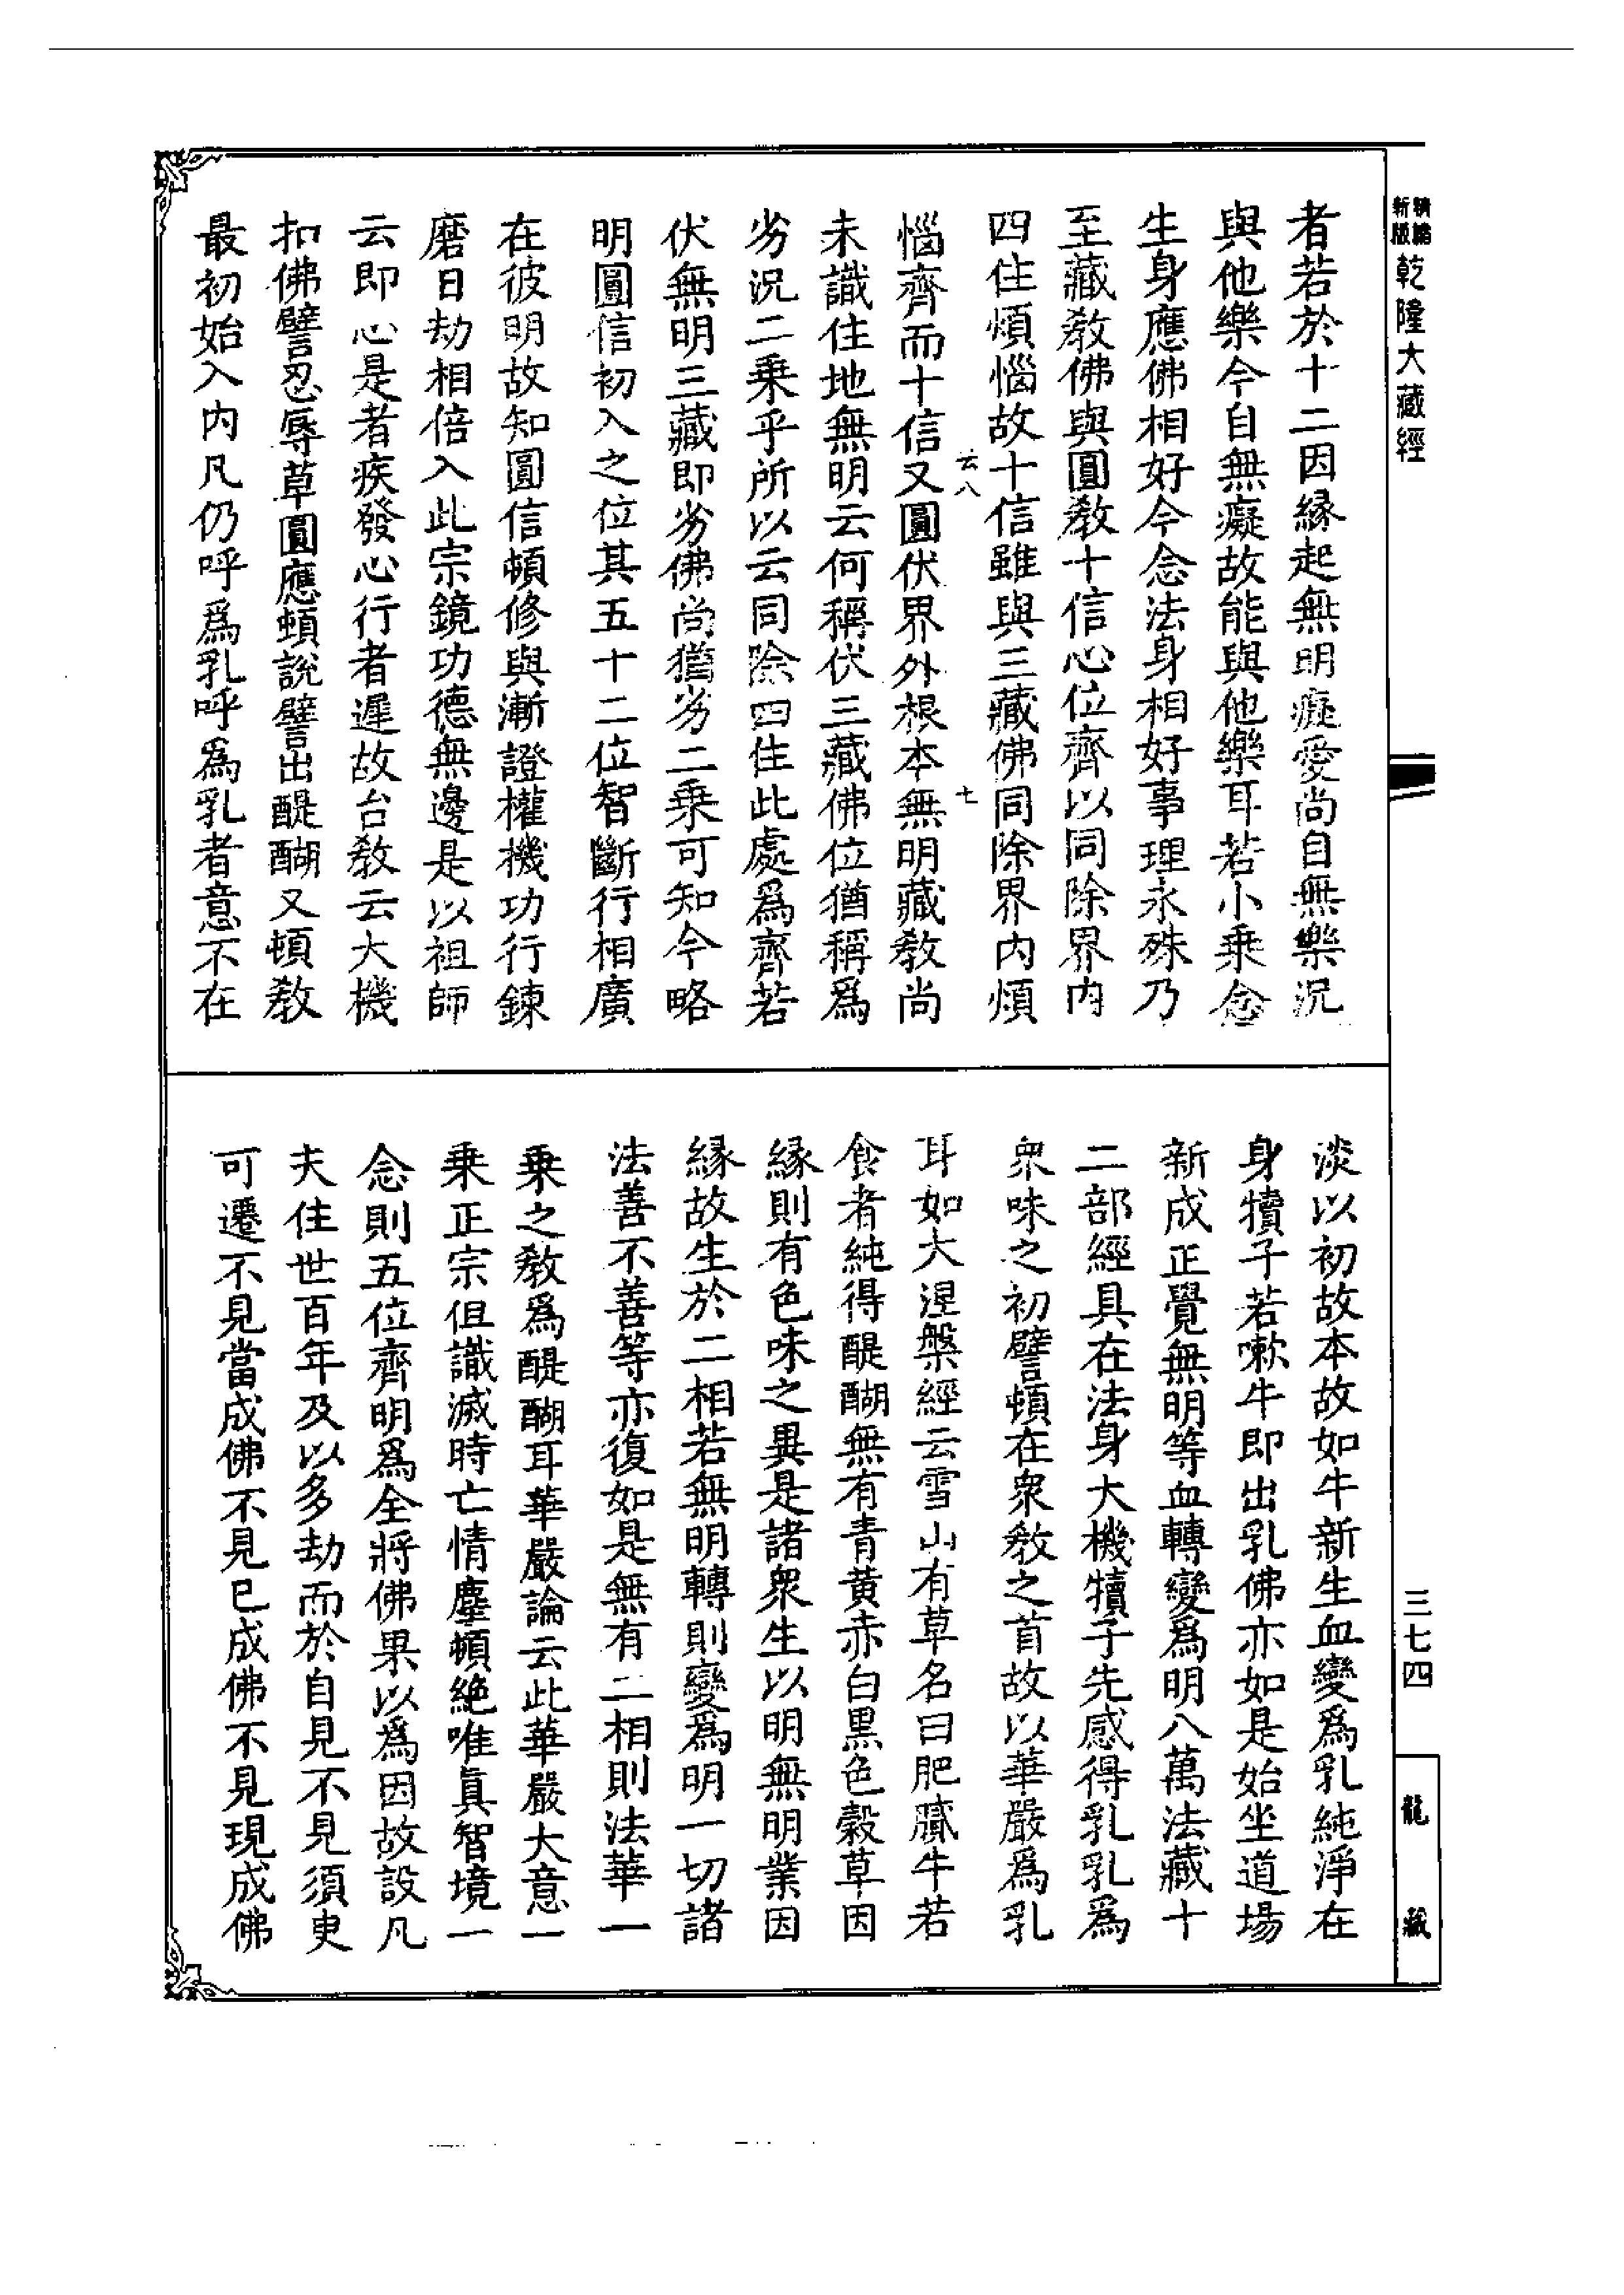 精編新版
乾隆大藏經
者若於十二因緣起無明癡愛尚自無樂況
與他樂今自無癡故能與他樂耳若小乘念
生身應佛相好今念法身相好事理永殊乃
至藏教佛與圓教十信心位齊以同除界內
四住煩惱故十信雖與三藏佛同除界內煩
云八
七
惱齊而十信又圓伏界外根本無明藏教尚
未識住地無明云何稱伏三藏佛位猶稱爲
劣況二乘乎所以云同除四住此處爲齊若
伏無明三藏即劣佛尚猶劣二乘可知今略
明圓信初入之位其五十二位智斷行相廣
在彼明故知圓信頓修與漸證權機功行鍊
磨日劫相倍入此宗鏡功德無邊是以祖師
云即心是者疾發心行者遲故台教云大機
扣佛譬忍辱草圓應頓說譬出醍醐又頓教
最初始入內凡仍呼爲乳呼爲乳者意不在
淡以初故本故如牛新生血變爲乳純淨在
身犢子若嗽牛即出乳佛亦如是始坐道場
新成正覺無明等血轉變爲明八萬法藏十
二部經具在法身大機犢子先感得乳乳爲
衆味之初譬頓在衆教之首故以華嚴爲乳
耳如大涅槃經云雪山有草名曰肥膩牛若
食者純得醍醐無有青黃赤白黑色穀草因
緣則有色味之異是諸衆生以明無明業因
緣故生於二相若無明轉則變爲明一切諸
法善不善等亦復如是無有二相則法華一
乘之教爲醍醐耳華嚴論云此華嚴大意一
乘正宗但識滅時亡情塵頓絕唯眞智境一
念則五位齊明爲全將佛果以爲因故設凡
夫住世百年及以多劫而於自見不見須臾
可遷不見當成佛不見已成佛不見現成佛
三七四
龍藏